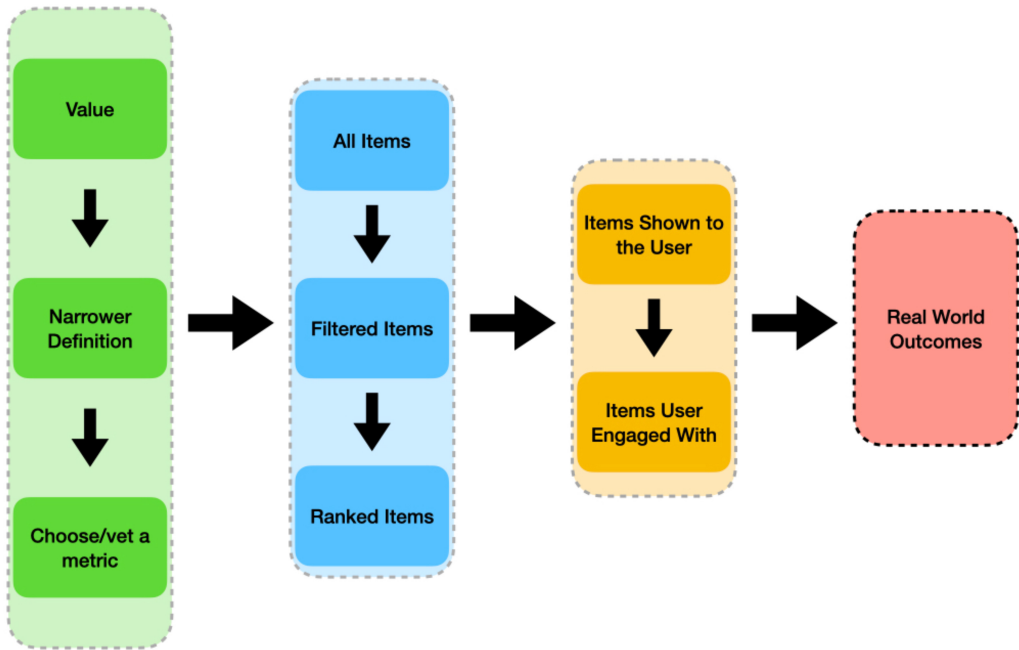 Value
Narrower
Definition
Choose/vet a
metric
All Items
Filtered Items
Ranked Items
Items Shown to
the User
Items User
Engaged With
Real World
Outcomes